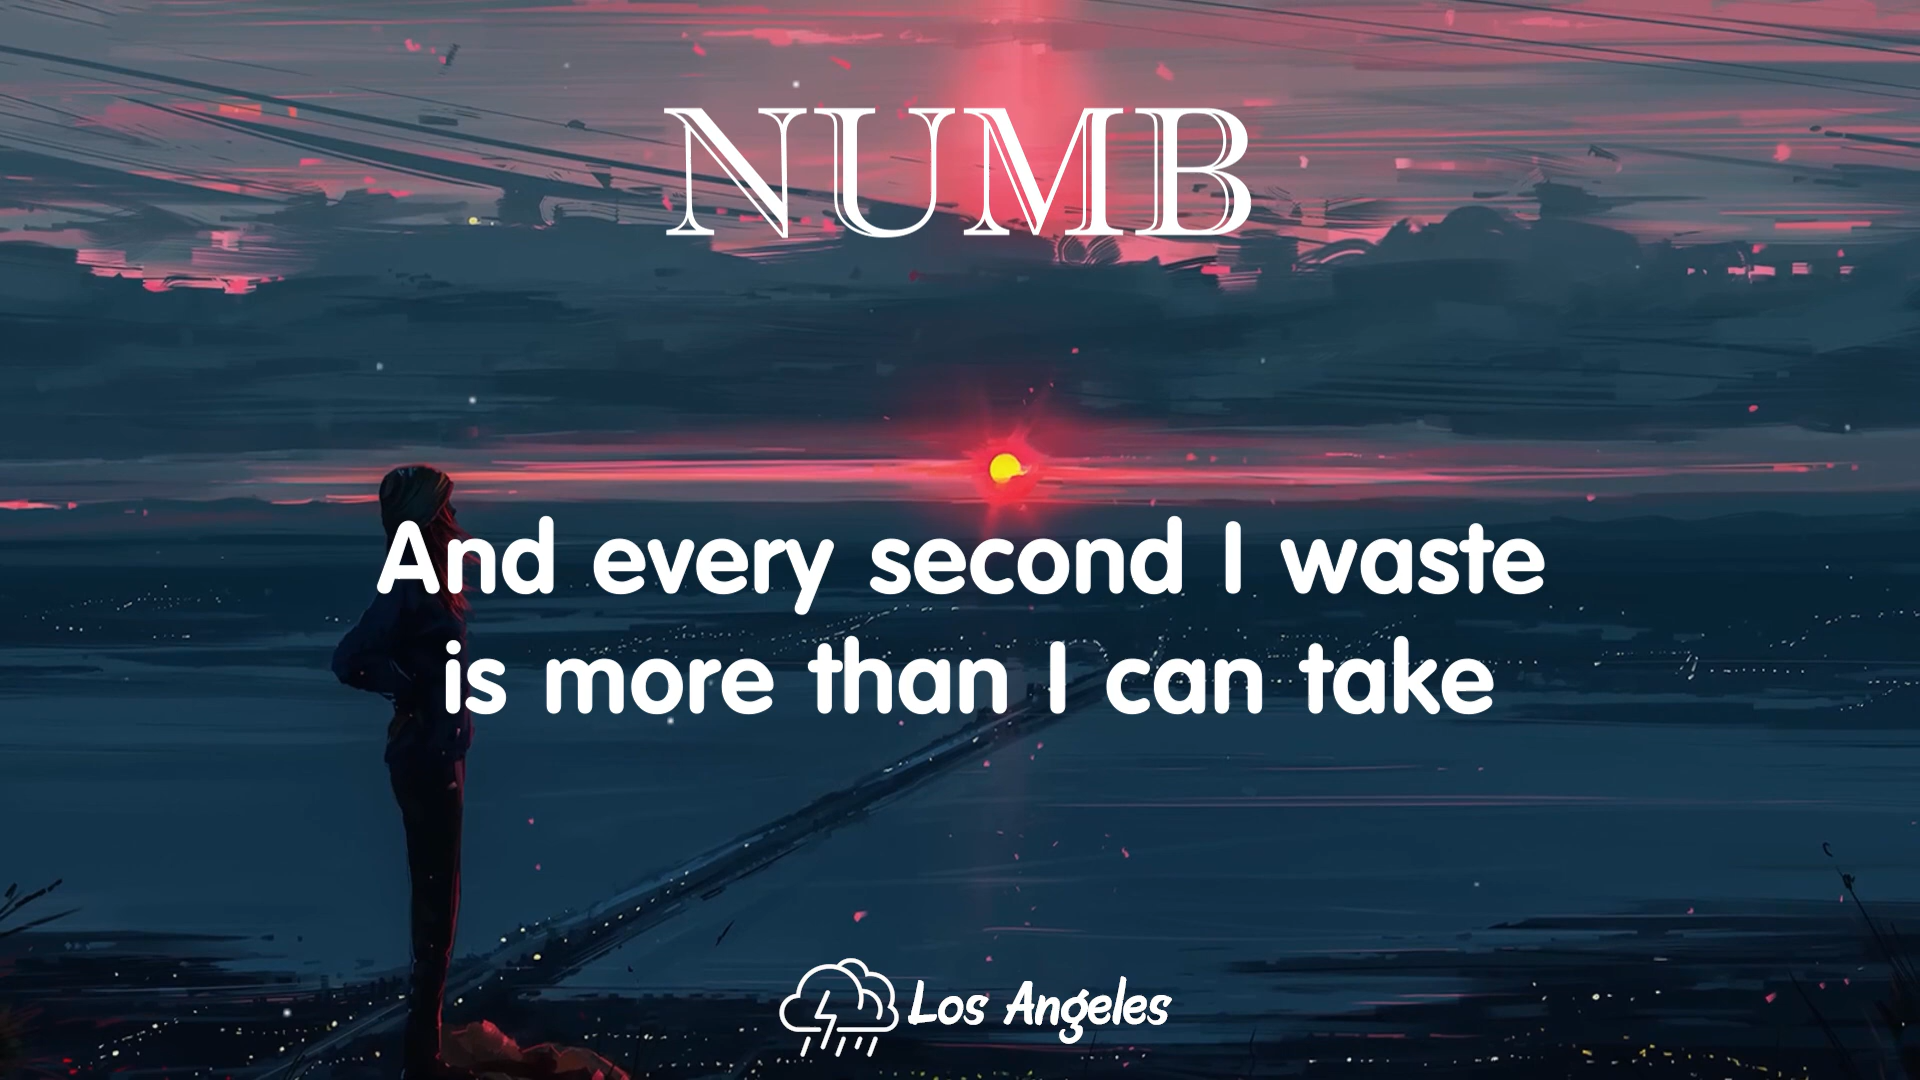 NUMB
And every second I waste
is more than I can take
Los Angeles